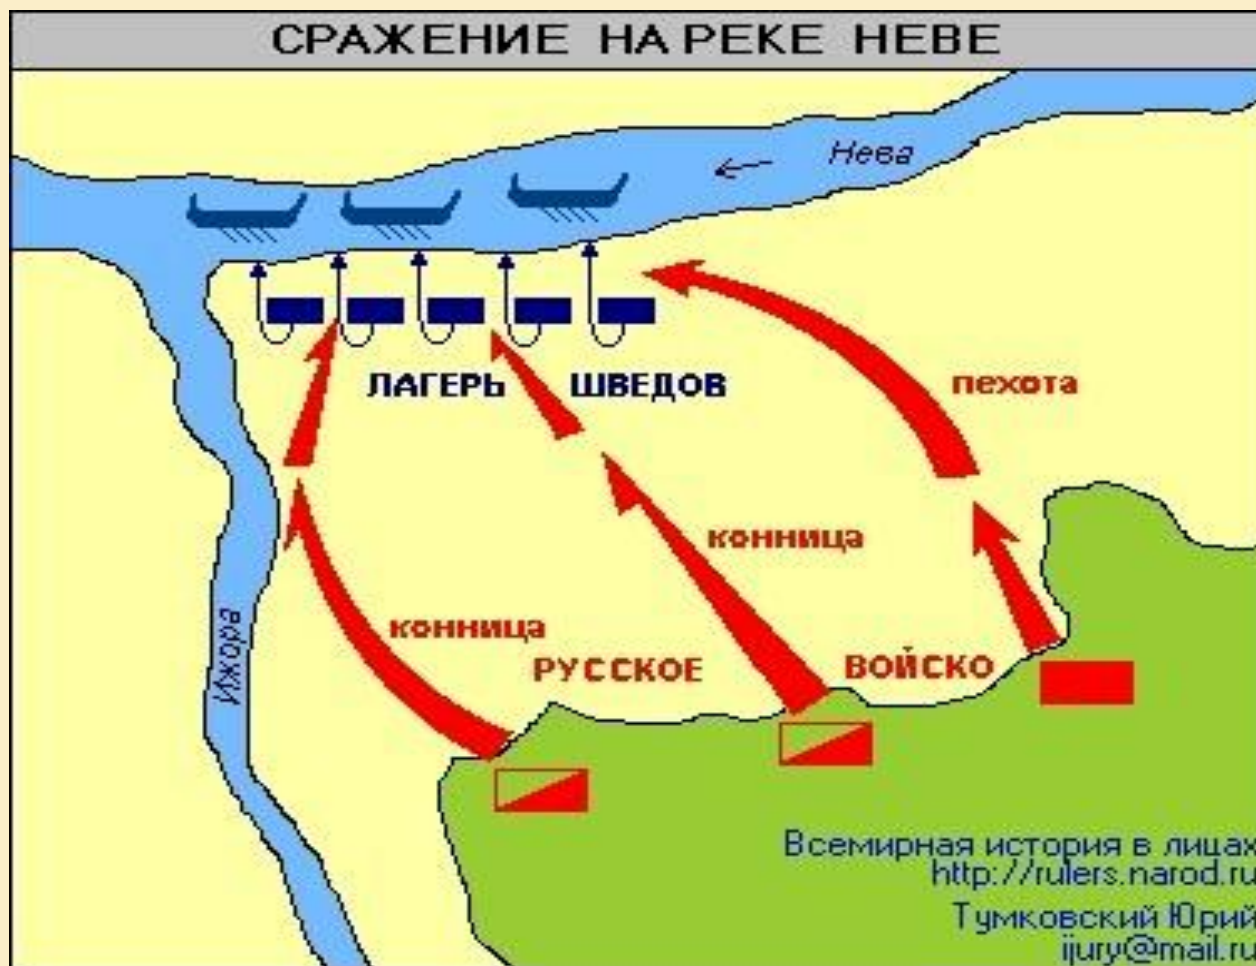 СРАЖЕНИЕ НА РЕКЕ НЕВЕ
Нева
ЛАГЕРЬ ШВЕДОВ
пехота
конница
Ижора
конница
РУССКОЕ ВОЙСКО
Всемирная история в лицах
http://rulers.narod.ru
Тумковский Юрий
ijury@mail.ru